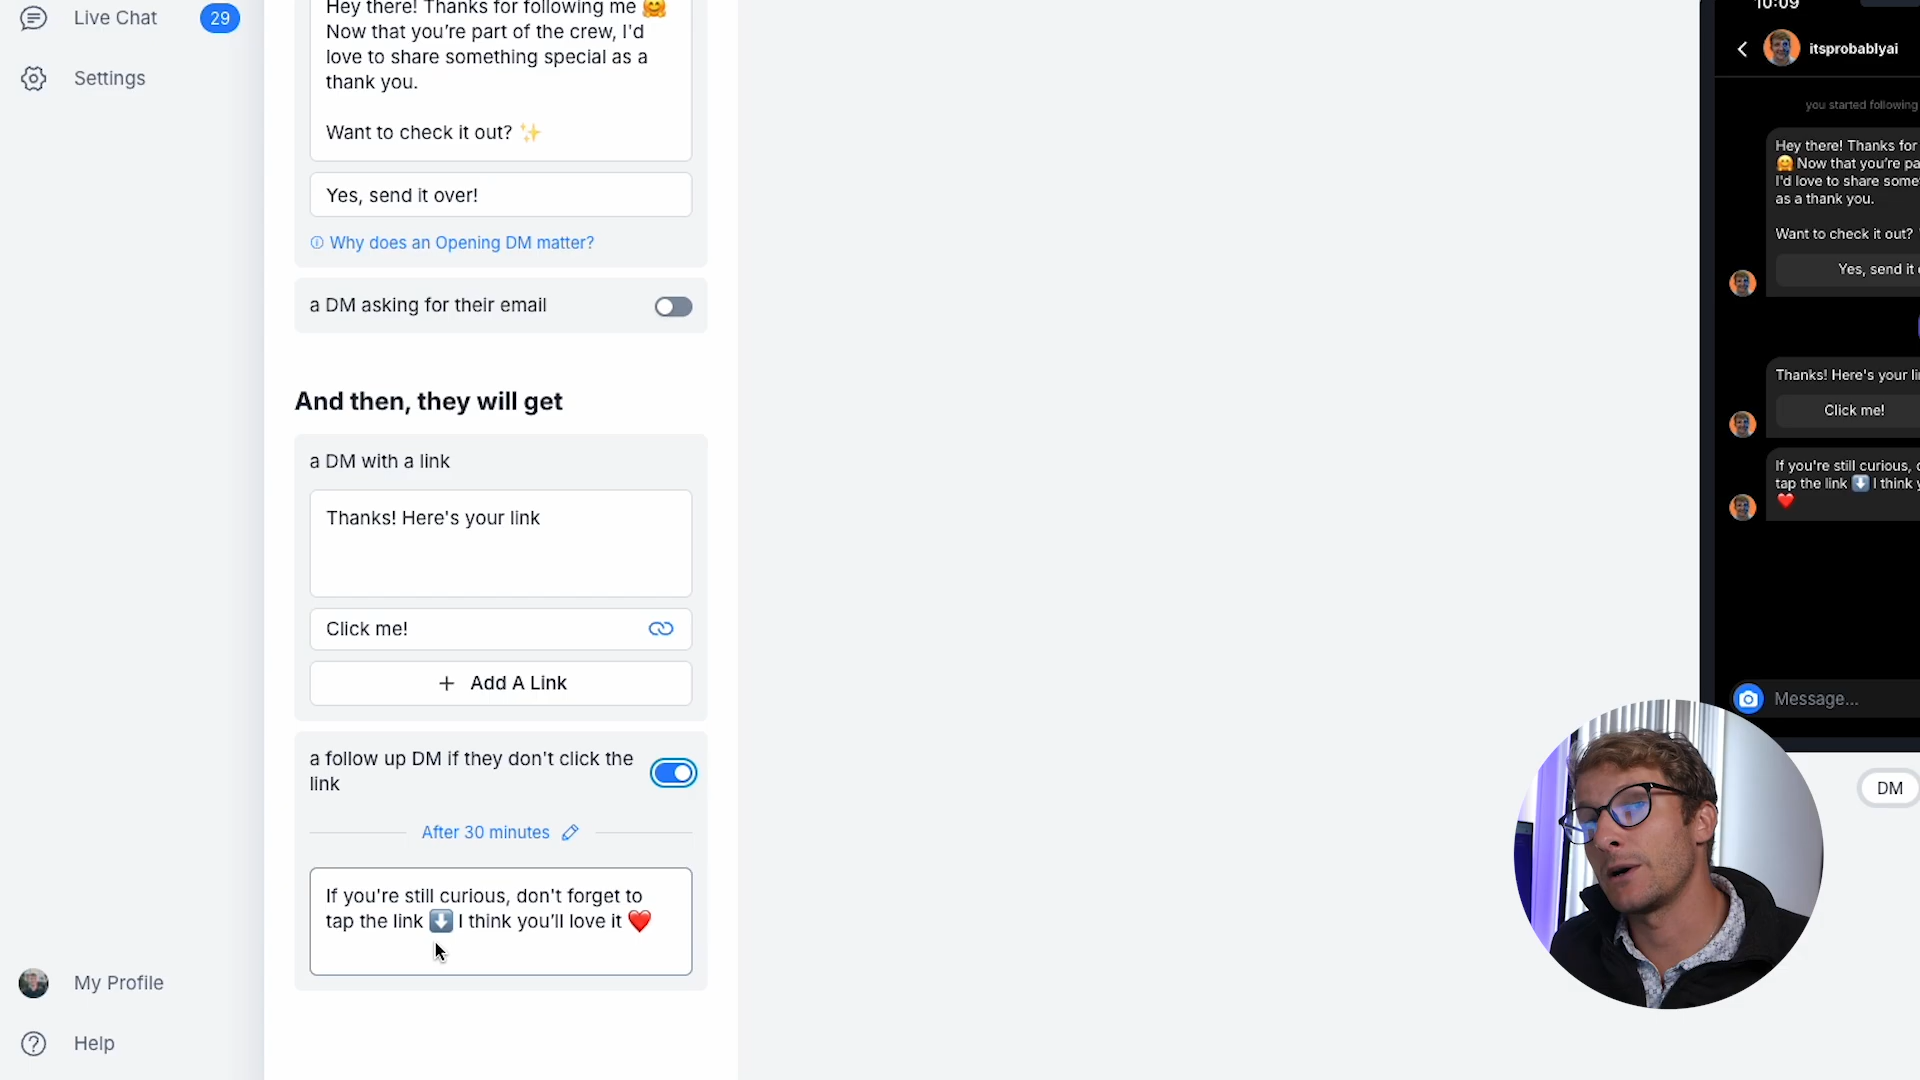 Live Chat 29
Settings
My Profile
Help
Hey there! Thanks for following me 🤗
Now that you’re part of the crew, I'd
love to share something special as a
thank you.
Want to check it out? ✨
Yes, send it over!
Why does an Opening DM matter?
a DM asking for their email
And then, they will get
a DM with a link
Thanks! Here's your link
Click me!
+ Add A Link
a follow up DM if they don't click the
link
After 30 minutes
If you're still curious, don't forget to
tap the link ⬇️ I think you’ll love it ❤️
10:09
itsprobablyai
you started following
Hey there! Thanks for
🤗 Now that you’re pa
I'd love to share some
as a thank you.
Want to check it out?
Yes, send it
Thanks! Here's your li
Click me!
If you're still curious,
tap the link ⬇️ I think
❤️
Message...
DM